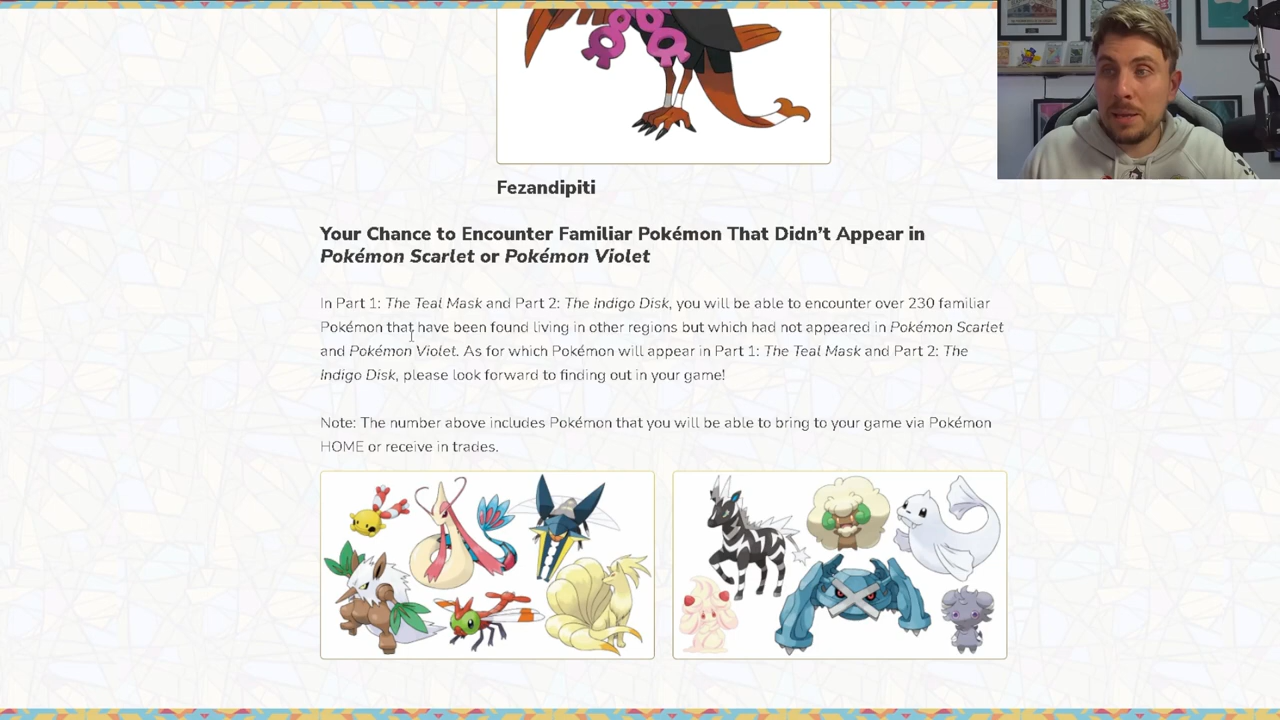 Fezandipiti
Your Chance to Encounter Familiar Pokémon That Didn’t Appear in
Pokémon Scarlet or Pokémon Violet
In Part 1: The Teal Mask and Part 2: The Indigo Disk, you will be able to encounter over 230 familiar
Pokémon that have been found living in other regions but which had not appeared in Pokémon Scarlet
and Pokémon Violet. As for which Pokémon will appear in Part 1: The Teal Mask and Part 2: The
Indigo Disk, please look forward to finding out in your game!
Note: The number above includes Pokémon that you will be able to bring to your game via Pokémon
HOME or receive in trades.